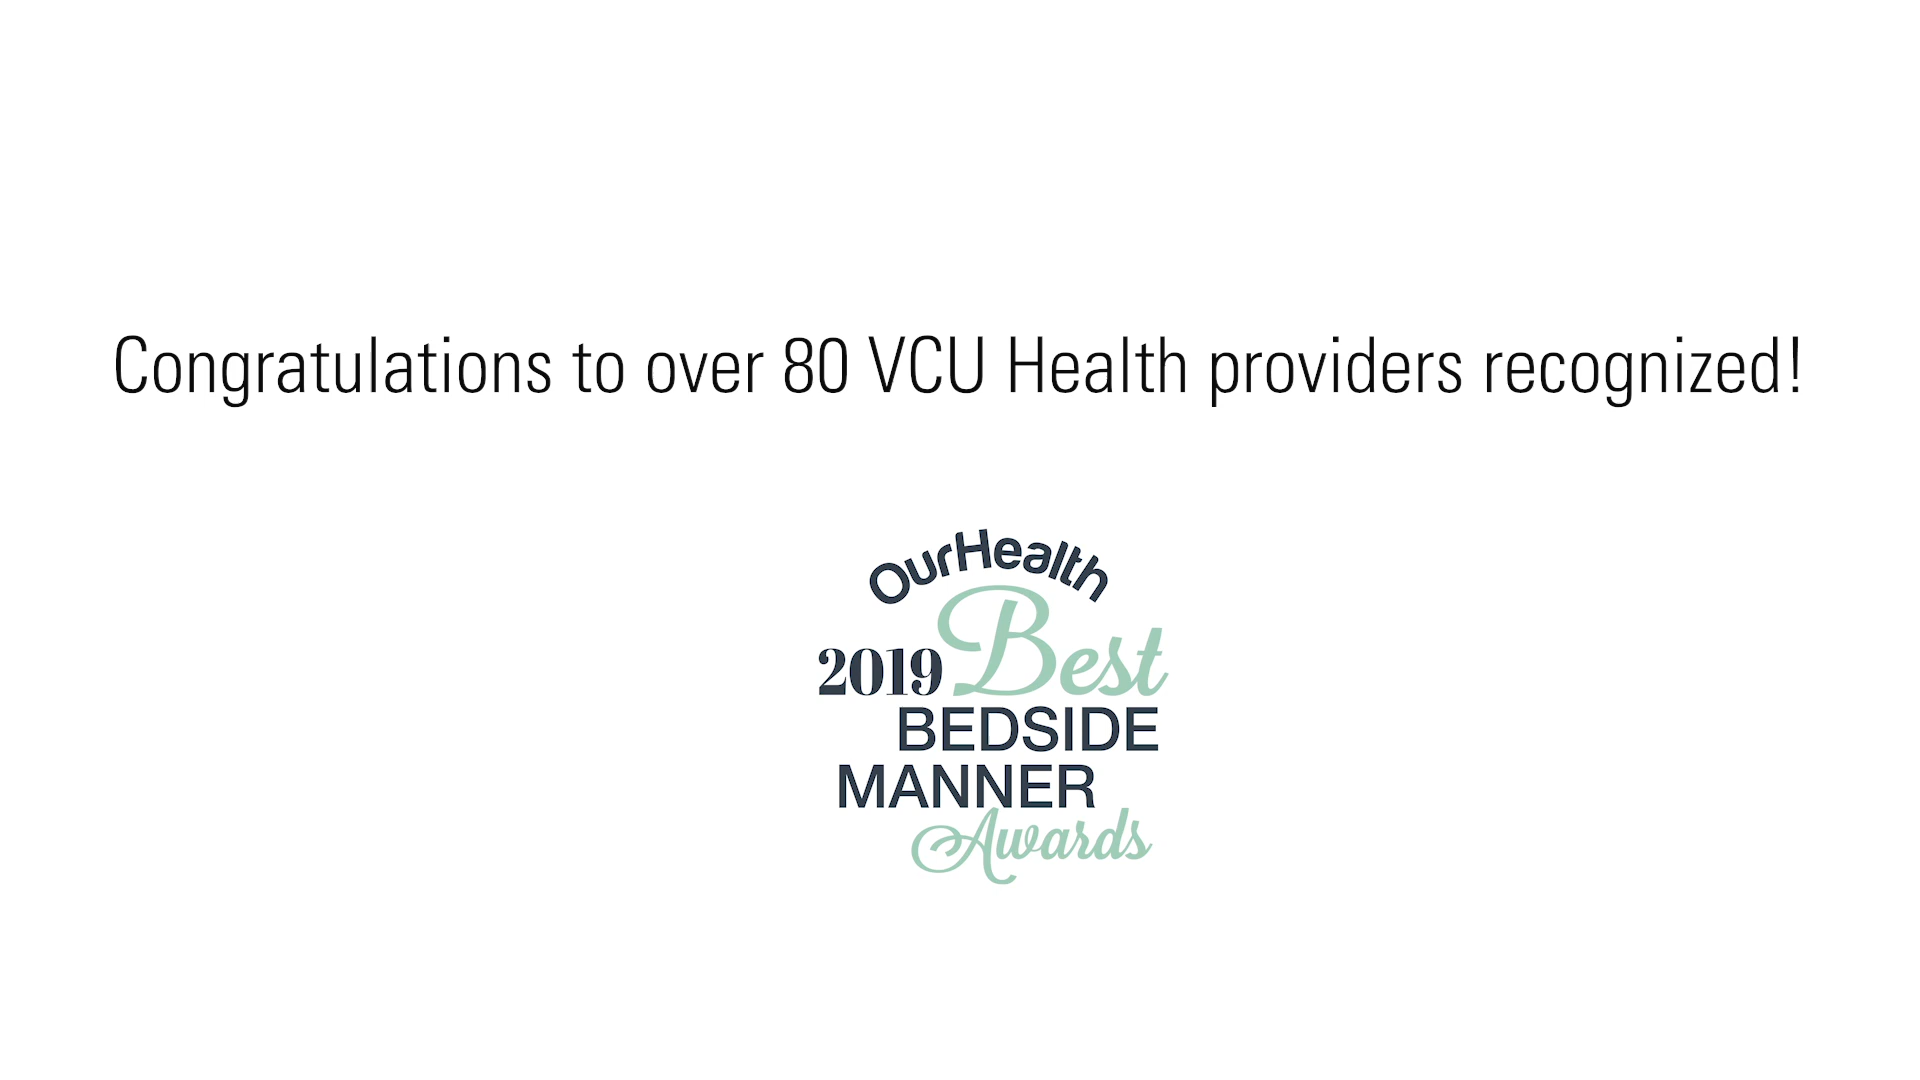 Congratulations to over 80 VCU Health providers recognized!
OurHealth
2019 Best
BEDSIDE
MANNER
Awards